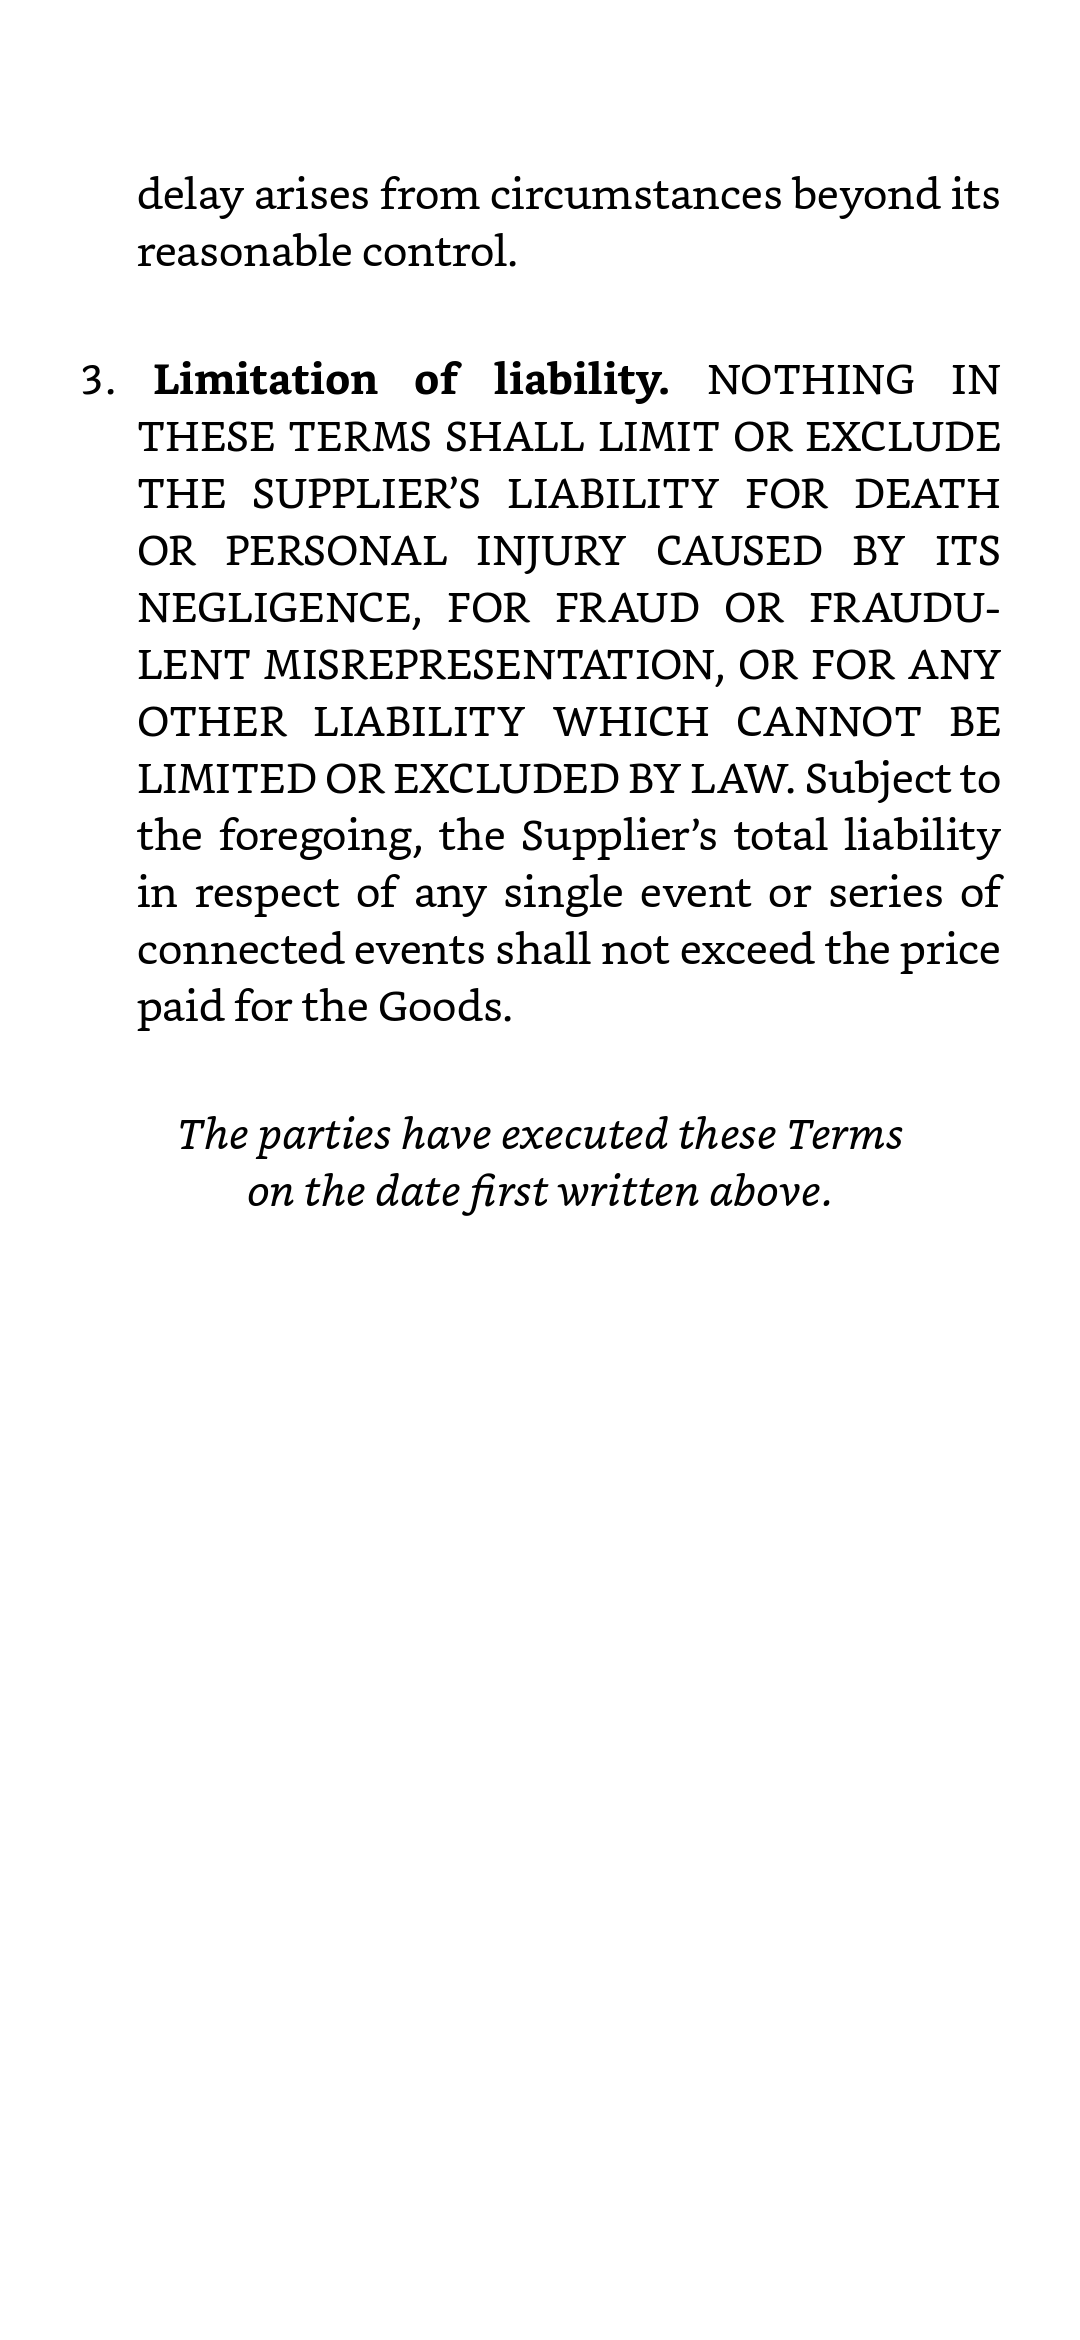 delay arises from circumstances beyond its
reasonable control.
3. Limitation of liability. NOTHING IN
THESE TERMS SHALL LIMIT OR EXCLUDE
THE SUPPLIER’S LIABILITY FOR DEATH
OR PERSONAL INJURY CAUSED BY ITS
NEGLIGENCE, FOR FRAUD OR FRAUDU-
LENT MISREPRESENTATION, OR FOR ANY
OTHER LIABILITY WHICH CANNOT BE
LIMITED OR EXCLUDED BY LAW. Subject to
the foregoing, the Supplier’s total liability
in respect of any single event or series of
connected events shall not exceed the price
paid for the Goods.
The parties have executed these Terms
on the date first written above.